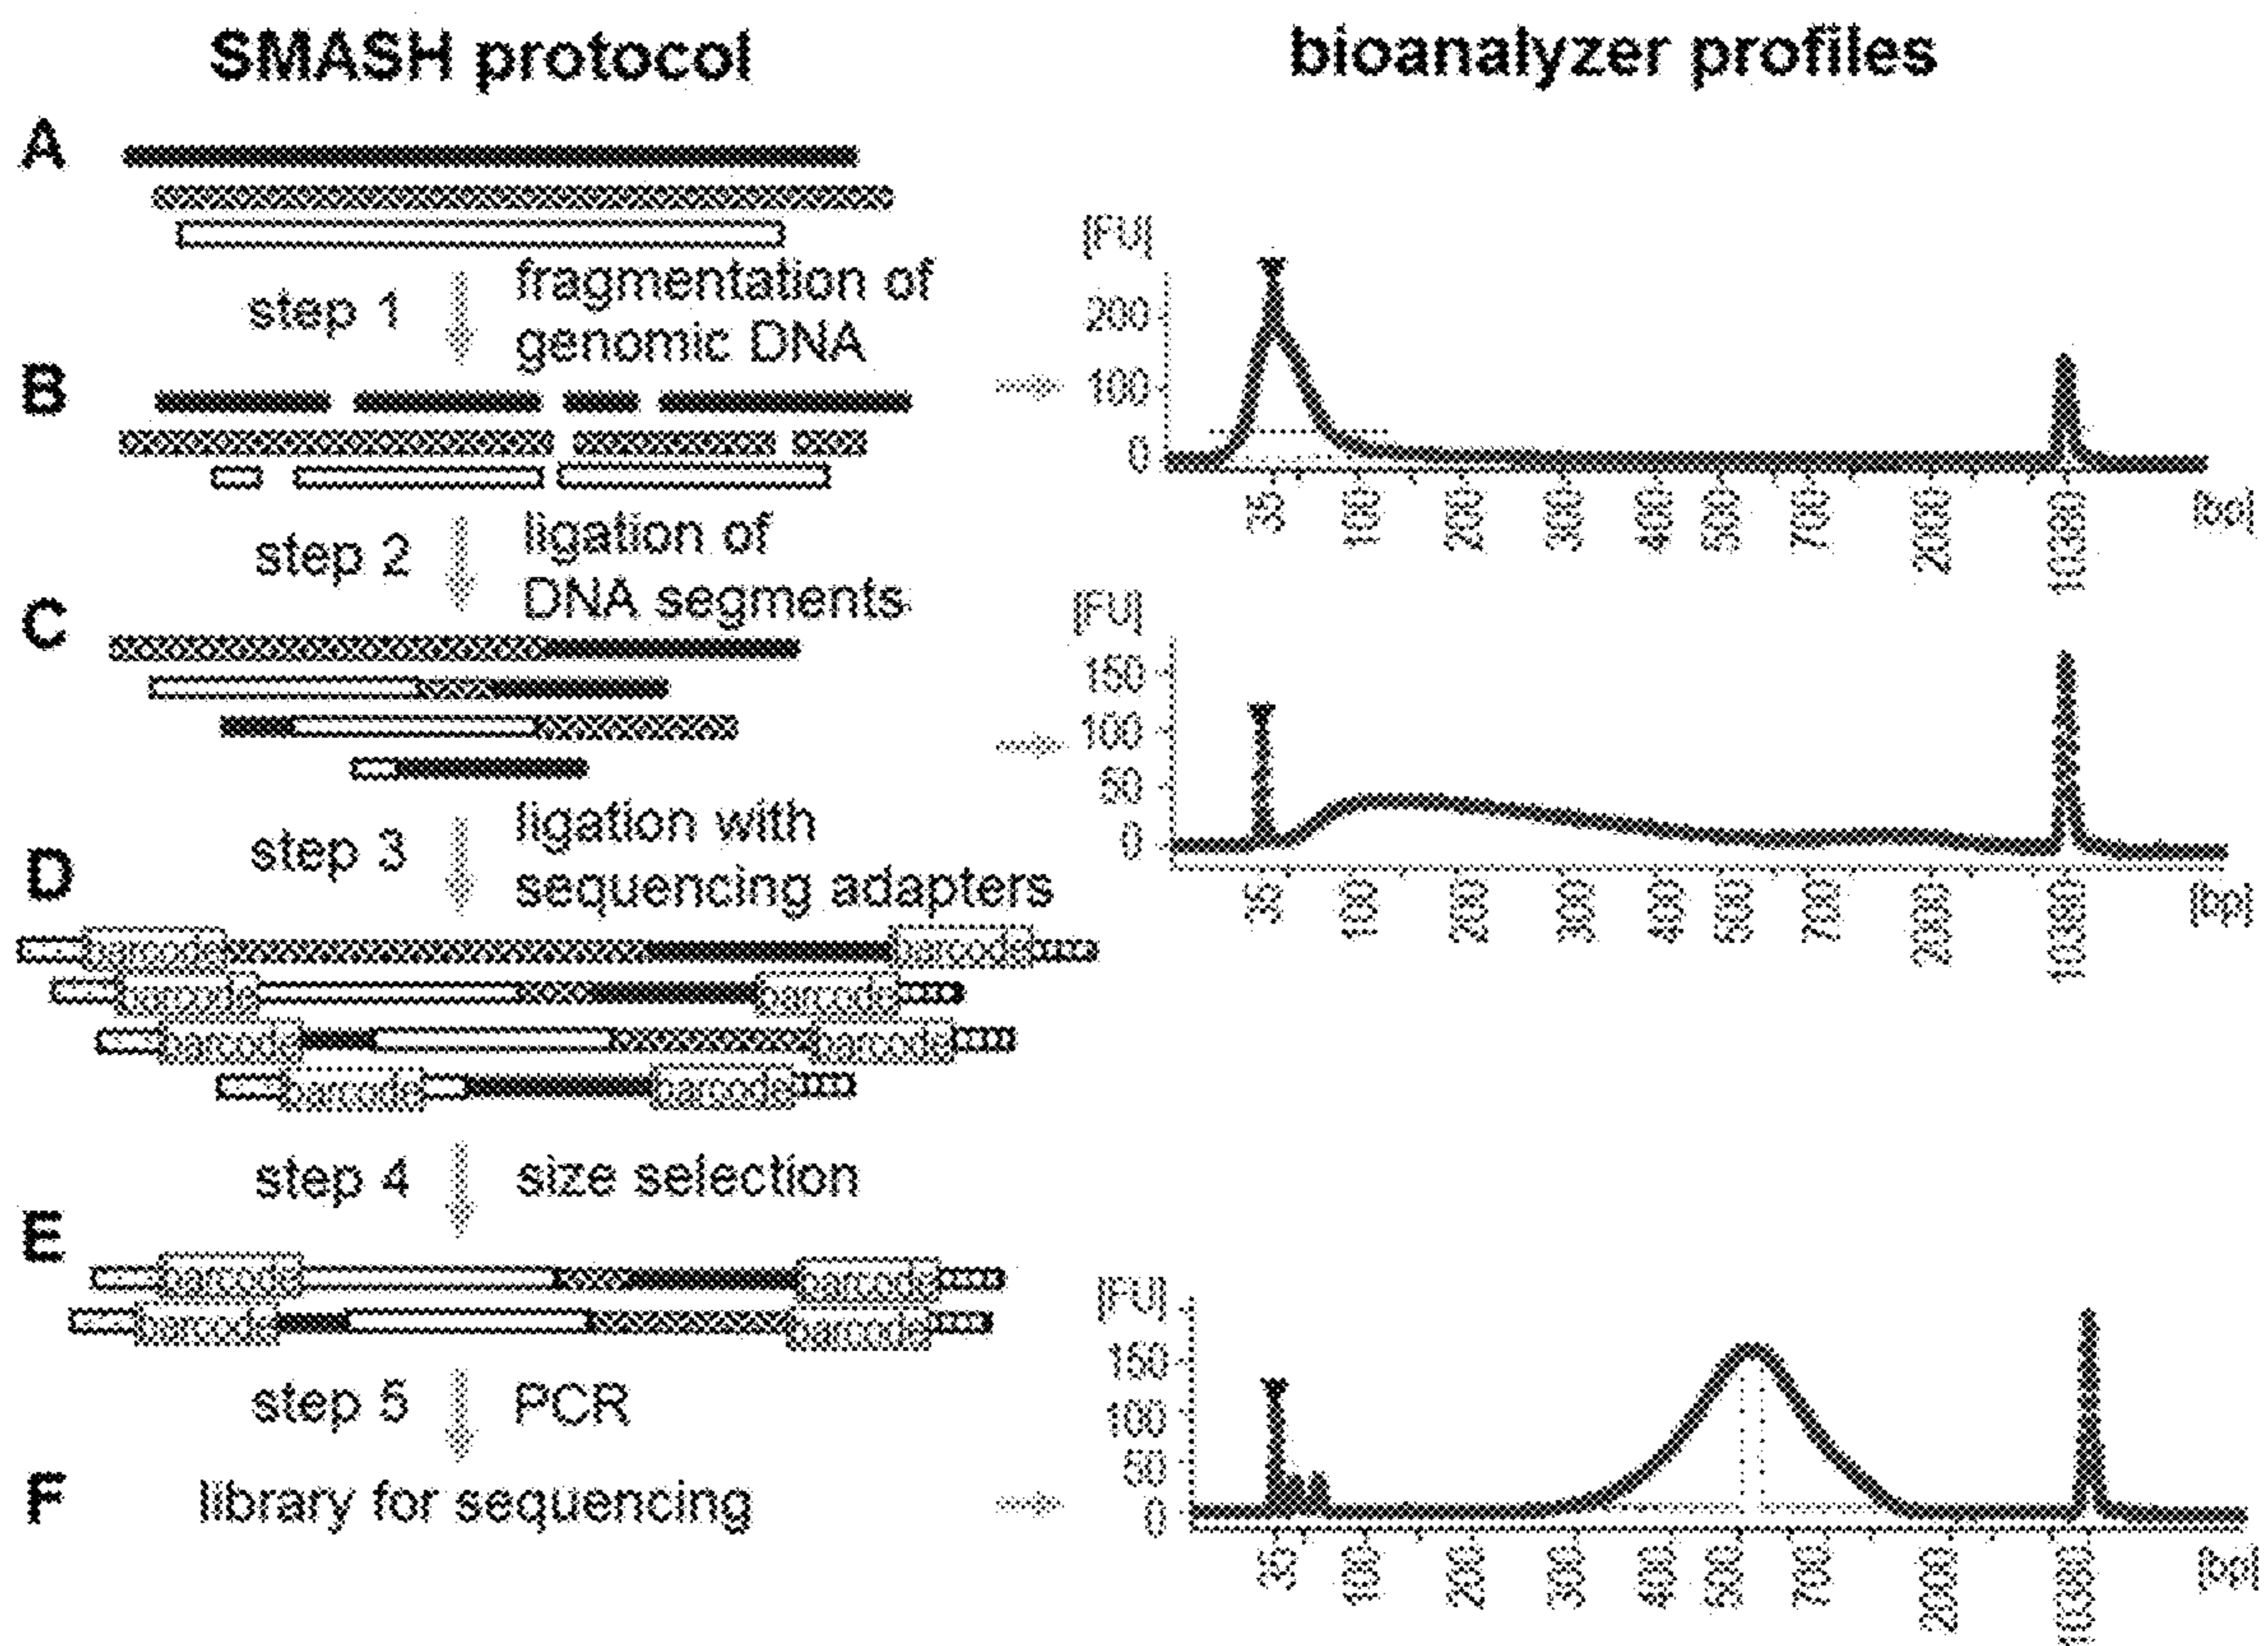 SMASH protocol
bioanalyzer profiles
A
step 1
fragmentation of
genomic DNA
B
step 2
ligation of
DNA segments
C
step 3
ligation with
sequencing adapters
D
barcode barcode
barcode barcode
barcode barcode
barcode barcode
step 4
size selection
E
barcode barcode
barcode barcode
step 5
PCR
F
library for sequencing
[FU]
200
100
0
35 100 200 300 400 500 700 2000 10380 [bp]
[FU]
150
100
50
0
35 100 200 300 400 500 700 2000 10380 [bp]
[FU]
150
100
50
0
35 100 200 300 400 500 700 2000 10380 [bp]